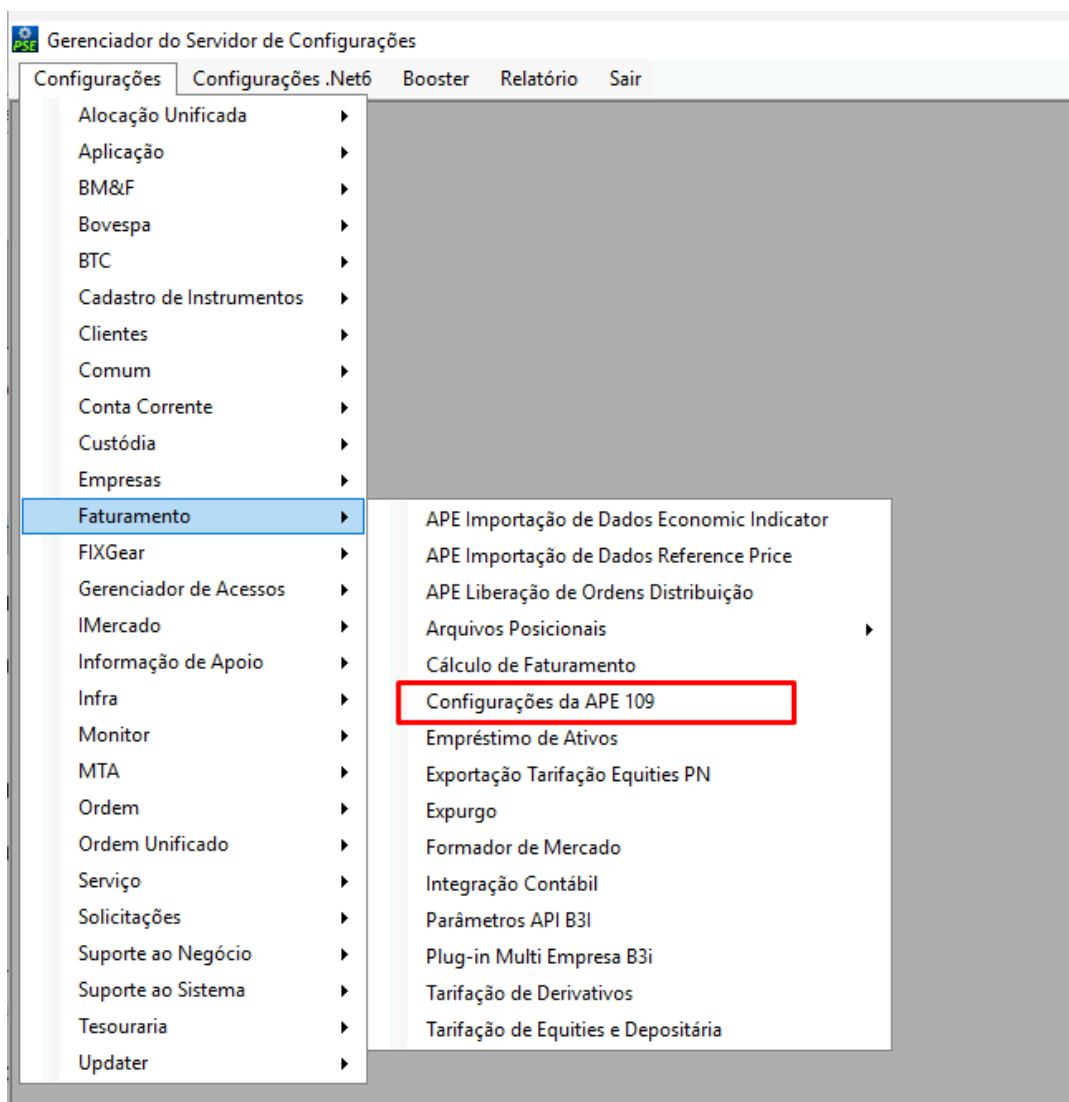 PSE Gerenciador do Servidor de Configurações
Configurações Configurações .Net6 Booster Relatório Sair
Alocação Unificada
Aplicação
BM&F
Bovespa
BTC
Cadastro de Instrumentos
Clientes
Comum
Conta Corrente
Custódia
Empresas
Faturamento
FIXGear
Gerenciador de Acessos
IMercado
Informação de Apoio
Infra
Monitor
MTA
Ordem
Ordem Unificado
Serviço
Solicitações
Suporte ao Negócio
Suporte ao Sistema
Tesouraria
Updater
APE Importação de Dados Economic Indicator
APE Importação de Dados Reference Price
APE Liberação de Ordens Distribuição
Arquivos Posicionais
Cálculo de Faturamento
Configurações da APE 109
Empréstimo de Ativos
Exportação Tarifação Equities PN
Expurgo
Formador de Mercado
Integração Contábil
Parâmetros API B3I
Plug-in Multi Empresa B3i
Tarifação de Derivativos
Tarifação de Equities e Depositária